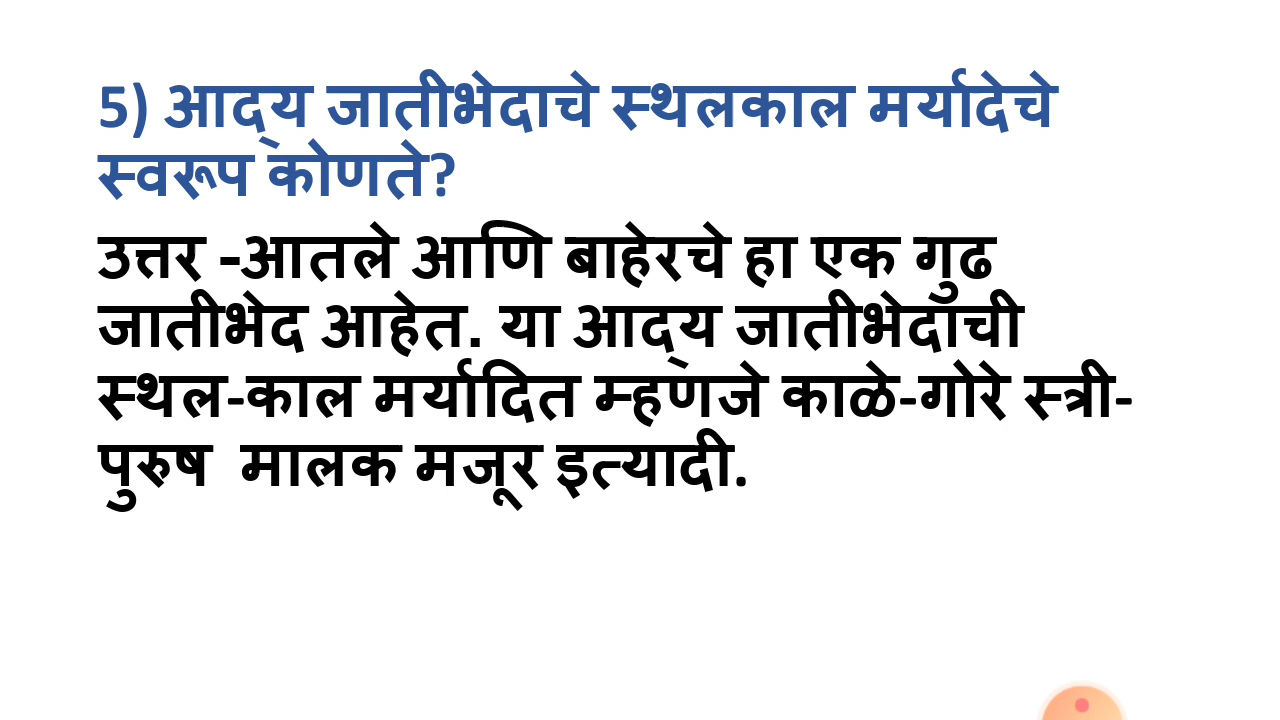 5) आद्य जातीभेदाचे स्थलकाल मर्यादेचे
स्वरूप कोणते?
उत्तर -आतले आणि बाहेरचे हा एक गुढ
जातीभेद आहेत. या आद्य जातीभेदाची
स्थल-काल मर्यादित म्हणजे काळे-गोरे स्त्री-
पुरुष  मालक मजूर इत्यादी.